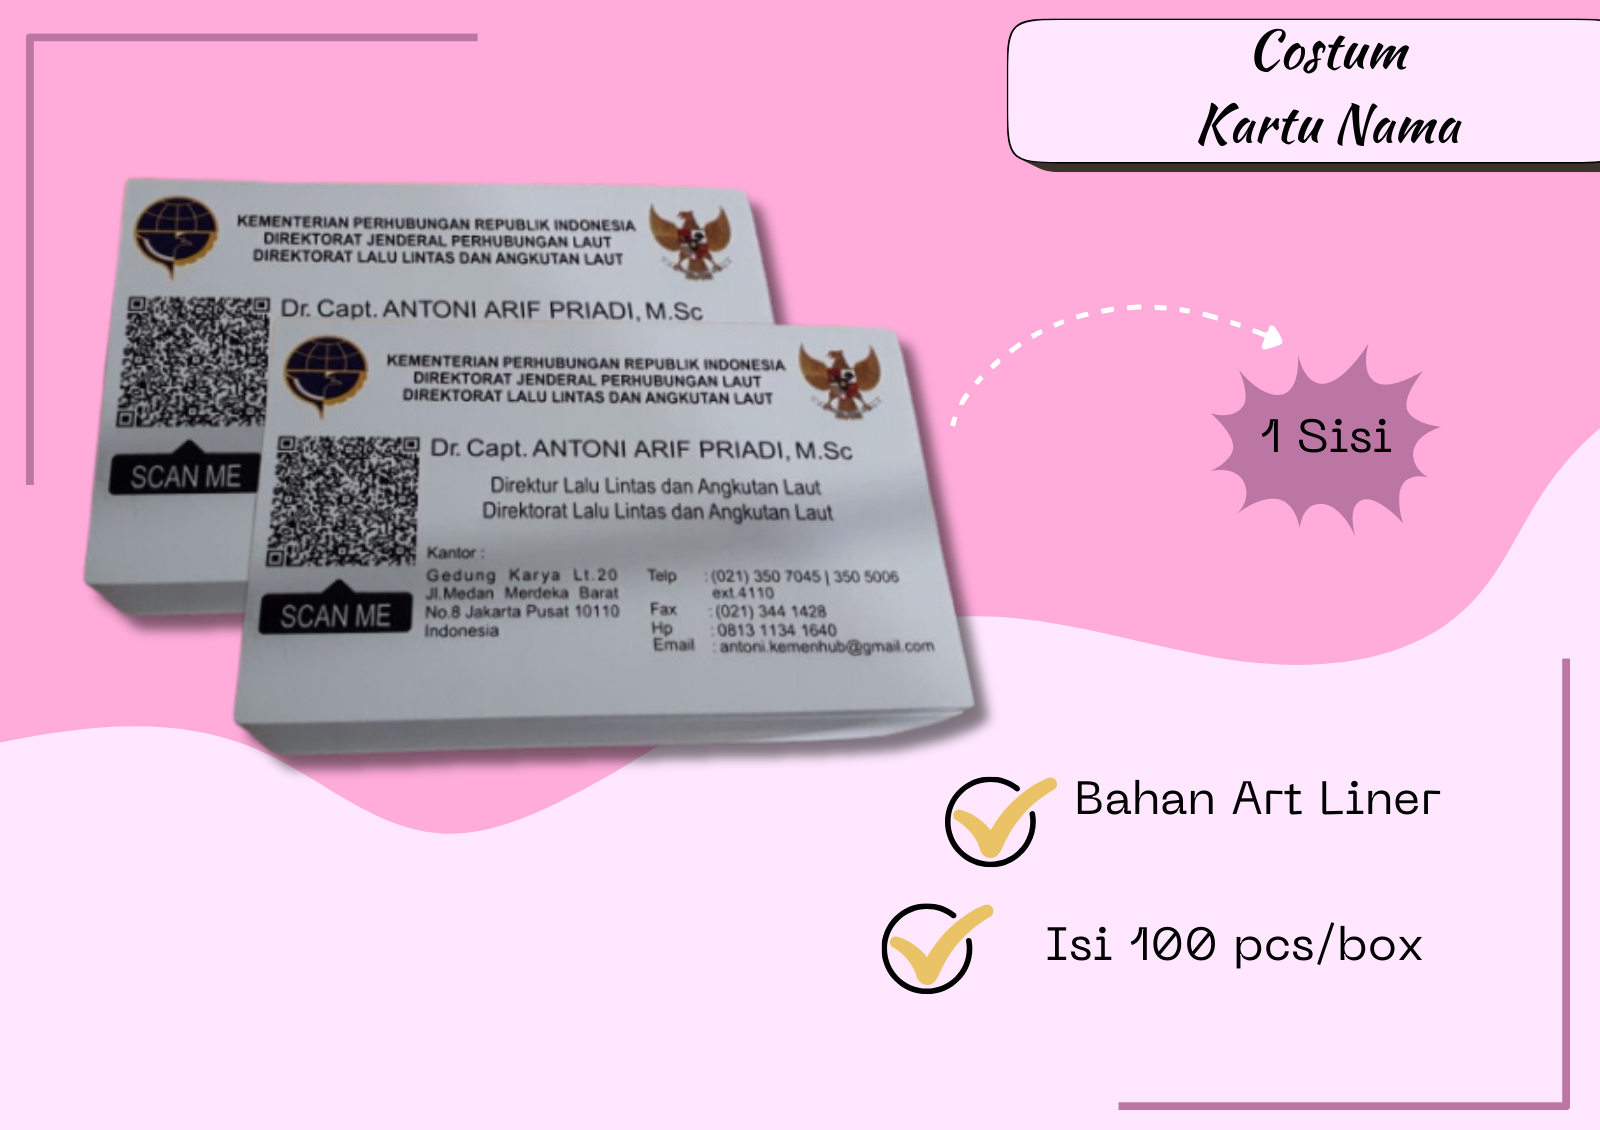 Costum
Kartu Nama
KEMENTERIAN PERHUBUNGAN REPUBLIK INDONESIA
DIREKTORAT JENDERAL PERHUBUNGAN LAUT
DIREKTORAT LALU LINTAS DAN ANGKUTAN LAUT
Dr. Capt. ANTONI ARIF PRIADI, M.Sc
SCAN ME
KEMENTERIAN PERHUBUNGAN REPUBLIK INDONESIA
DIREKTORAT JENDERAL PERHUBUNGAN LAUT
DIREKTORAT LALU LINTAS DAN ANGKUTAN LAUT
Dr. Capt. ANTONI ARIF PRIADI, M.Sc
Direktur Lalu Lintas dan Angkutan Laut
Direktorat Lalu Lintas dan Angkutan Laut
SCAN ME
Kantor :
Gedung Karya Lt.20
Jl.Medan Merdeka Barat
No.8 Jakarta Pusat 10110
Indonesia
Telp : (021) 350 7045 | 350 5006
ext.4110
Fax : (021) 344 1428
Hp : 0813 1134 1640
Email : antoni.kemenhub@gmail.com
1 Sisi
Bahan Art Liner
Isi 100 pcs/box